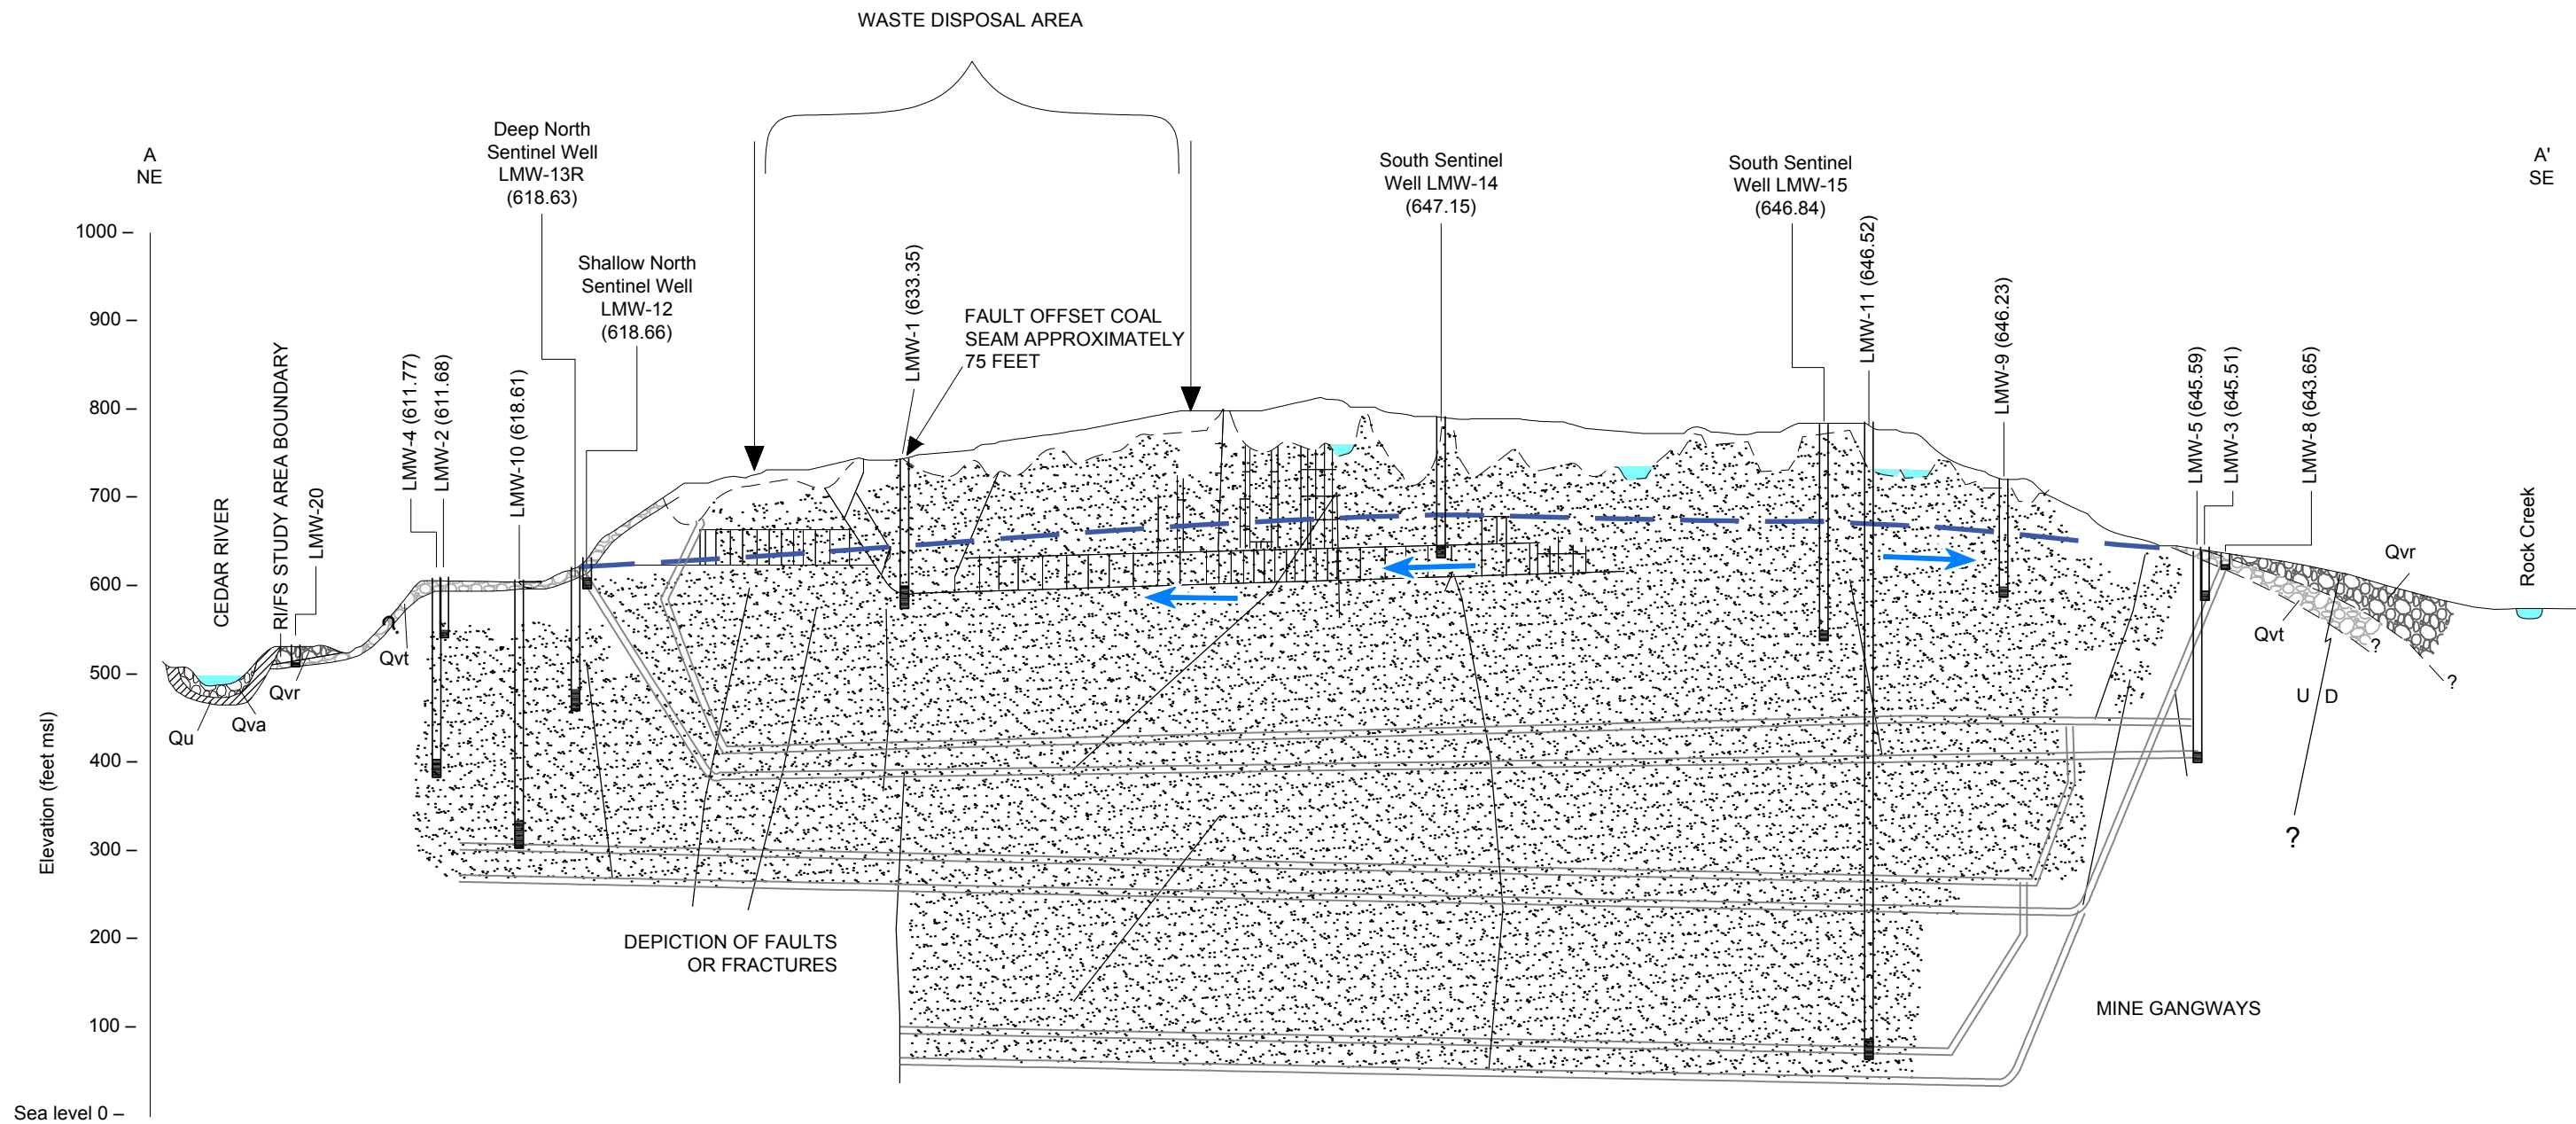 WASTE DISPOSAL AREA
A
NE
Deep North
Sentinel Well
LMW-13R
(618.63)
Shallow North
Sentinel Well
LMW-12
(618.66)
South Sentinel
Well LMW-14
(647.15)
South Sentinel
Well LMW-15
(646.84)
A'
SE
LMW-1 (633.35)
FAULT OFFSET COAL
SEAM APPROXIMATELY
75 FEET
LMW-11 (646.52)
LMW-9 (646.23)
LMW-5 (645.59)
LMW-3 (645.51)
LMW-8 (643.65)
Rock Creek
CEDAR RIVER
RI/FS STUDY AREA BOUNDARY
LMW-20
LMW-4 (611.77)
LMW-2 (611.68)
LMW-10 (618.61)
Elevation (feet msl)
1000 –
900 –
800 –
700 –
600 –
500 –
400 –
300 –
200 –
100 –
Sea level 0 –
?
Qvt
Qvr
Qva
Qu
Qvr
Qvt
?
?
U
D
?
DEPICTION OF FAULTS
OR FRACTURES
MINE GANGWAYS